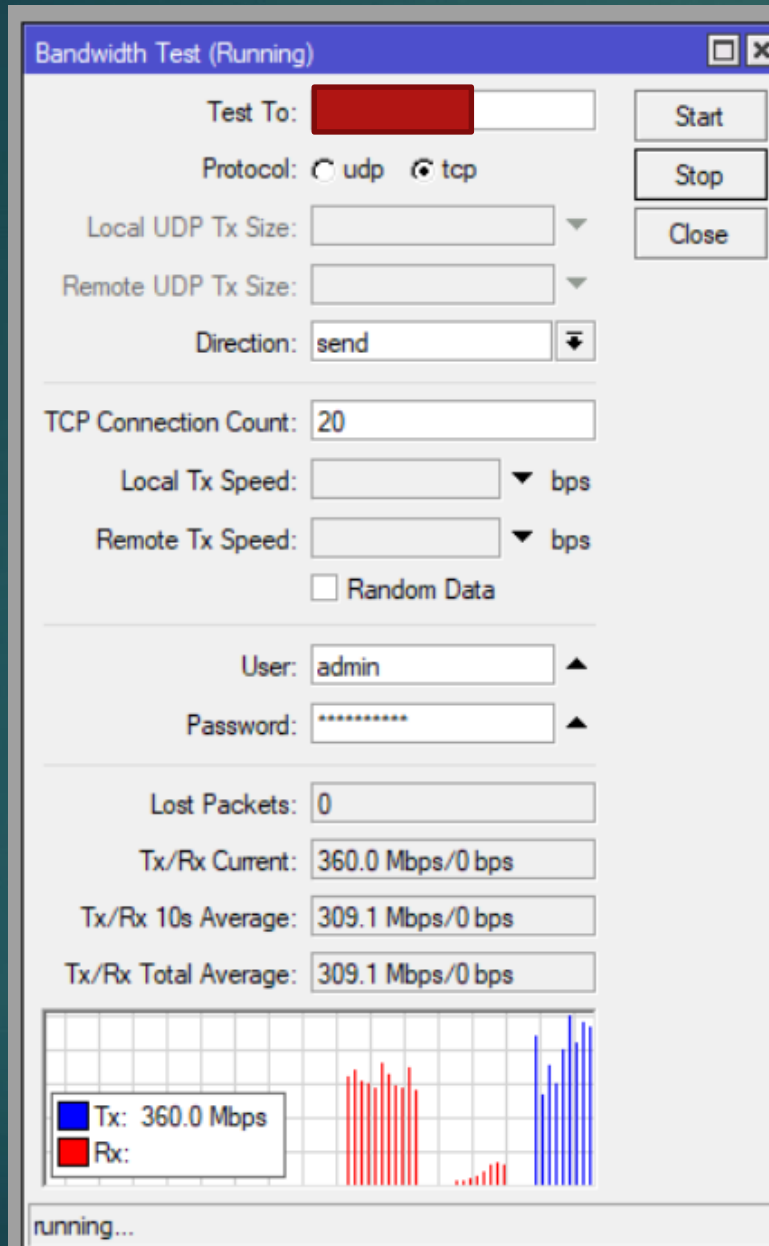 Bandwidth Test (Running)
Test To:
Start
Protocol: udp tcp
Stop
Local UDP Tx Size:
Close
Remote UDP Tx Size:
Direction: send
TCP Connection Count: 20
Local Tx Speed: bps
Remote Tx Speed: bps
Random Data
User: admin
Password: **********
Lost Packets: 0
Tx/Rx Current: 360.0 Mbps/0 bps
Tx/Rx 10s Average: 309.1 Mbps/0 bps
Tx/Rx Total Average: 309.1 Mbps/0 bps
Tx: 360.0 Mbps
Rx:
running...